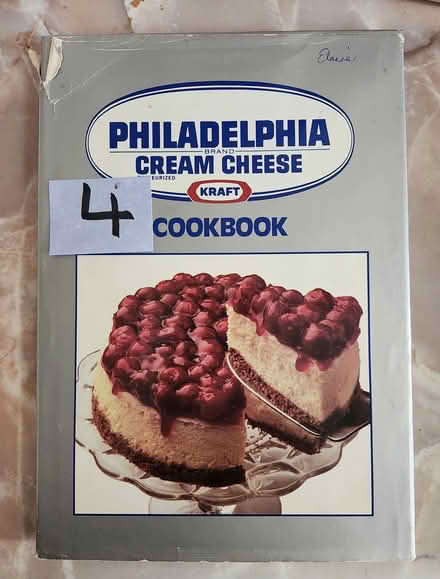 PHILADELPHIA
BRAND
CREAM CHEESE
KRAFT
4
COOKBOOK